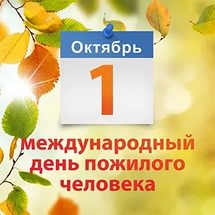 Октябрь
1
международный
день пожилого
человека